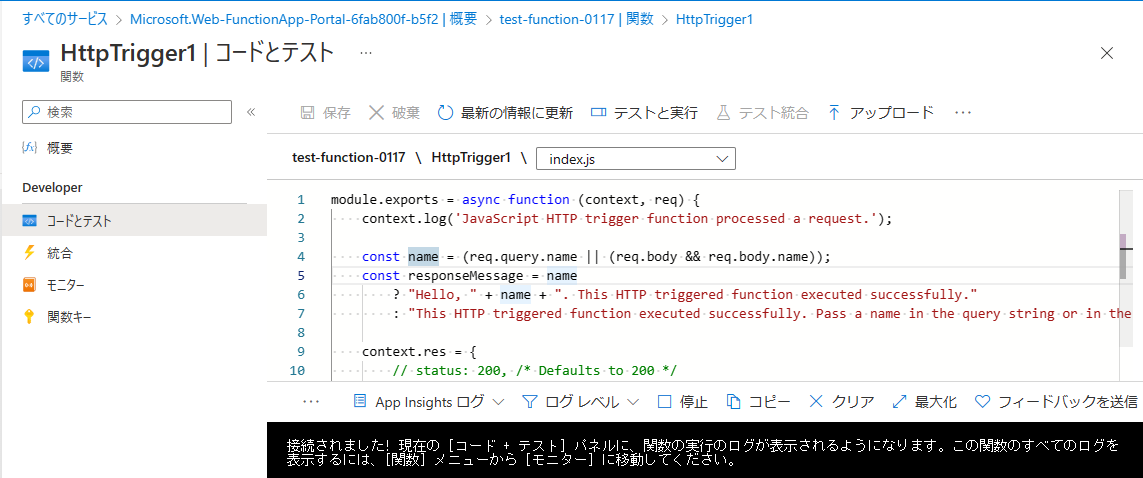 すべてのサービス > Microsoft.Web-FunctionApp-Portal-6fab800f-b5f2 | 概要 > test-function-0117 | 関数 > HttpTrigger1
HttpTrigger1 | コードとテスト ...
関数
検索
概要
Developer
コードとテスト
統合
モニター
関数キー
保存 破棄 最新の情報に更新 テストと実行 テスト統合 アップロード ...
test-function-0117 \ HttpTrigger1 \ index.js
1 module.exports = async function (context, req) {
2 context.log('JavaScript HTTP trigger function processed a request.');
3
4 const name = (req.query.name || (req.body && req.body.name));
5 const responseMessage = name
6 ? "Hello, " + name + ". This HTTP triggered function executed successfully."
7 : "This HTTP triggered function executed successfully. Pass a name in the query string or in the
8
9 context.res = {
10 // status: 200, /* Defaults to 200 */
... App Insights ログ ログ レベル 停止 コピー クリア 最大化 フィードバックを送信
接続されました! 現在の [コード + テスト] パネルに、関数の実行のログが表示されるようになります。この関数のすべてのログを
表示するには、[関数] メニューから [モニター] に移動してください。